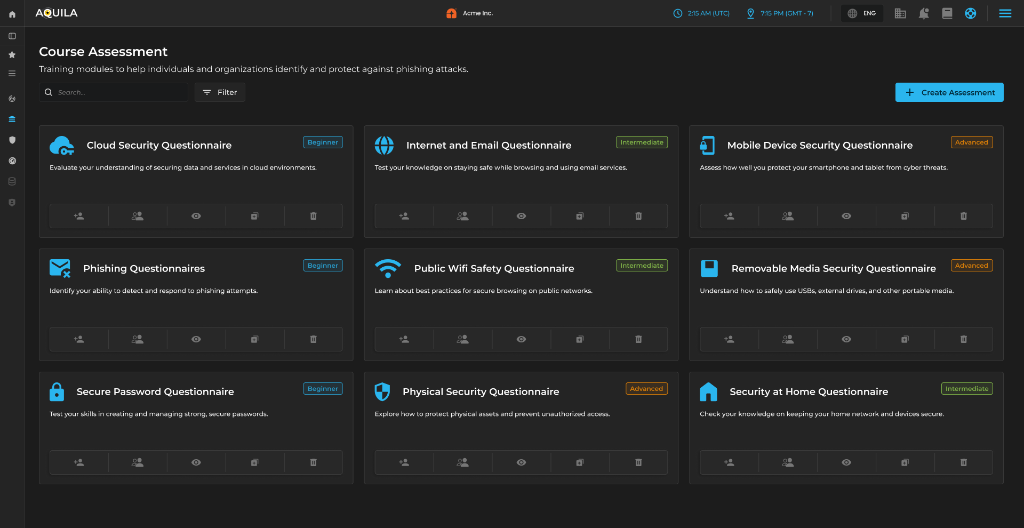 AQUILA
Acme Inc.
2:15 AM (UTC)
7:15 PM (GMT - 7)
ENG
Course Assessment
Training modules to help individuals and organizations identify and protect against phishing attacks.
Search...
Filter
Create Assessment
Cloud Security Questionnaire
Beginner
Evaluate your understanding of securing data and services in cloud environments.
Internet and Email Questionnaire
Intermediate
Test your knowledge on staying safe while browsing and using email services.
Mobile Device Security Questionnaire
Advanced
Assess how well you protect your smartphone and tablet from cyber threats.
Phishing Questionnaires
Beginner
Identify your ability to detect and respond to phishing attempts.
Public Wifi Safety Questionnaire
Intermediate
Learn about best practices for secure browsing on public networks.
Removable Media Security Questionnaire
Advanced
Understand how to safely use USBs, external drives, and other portable media.
Secure Password Questionnaire
Beginner
Test your skills in creating and managing strong, secure passwords.
Physical Security Questionnaire
Advanced
Explore how to protect physical assets and prevent unauthorized access.
Security at Home Questionnaire
Intermediate
Check your knowledge on keeping your home network and devices secure.